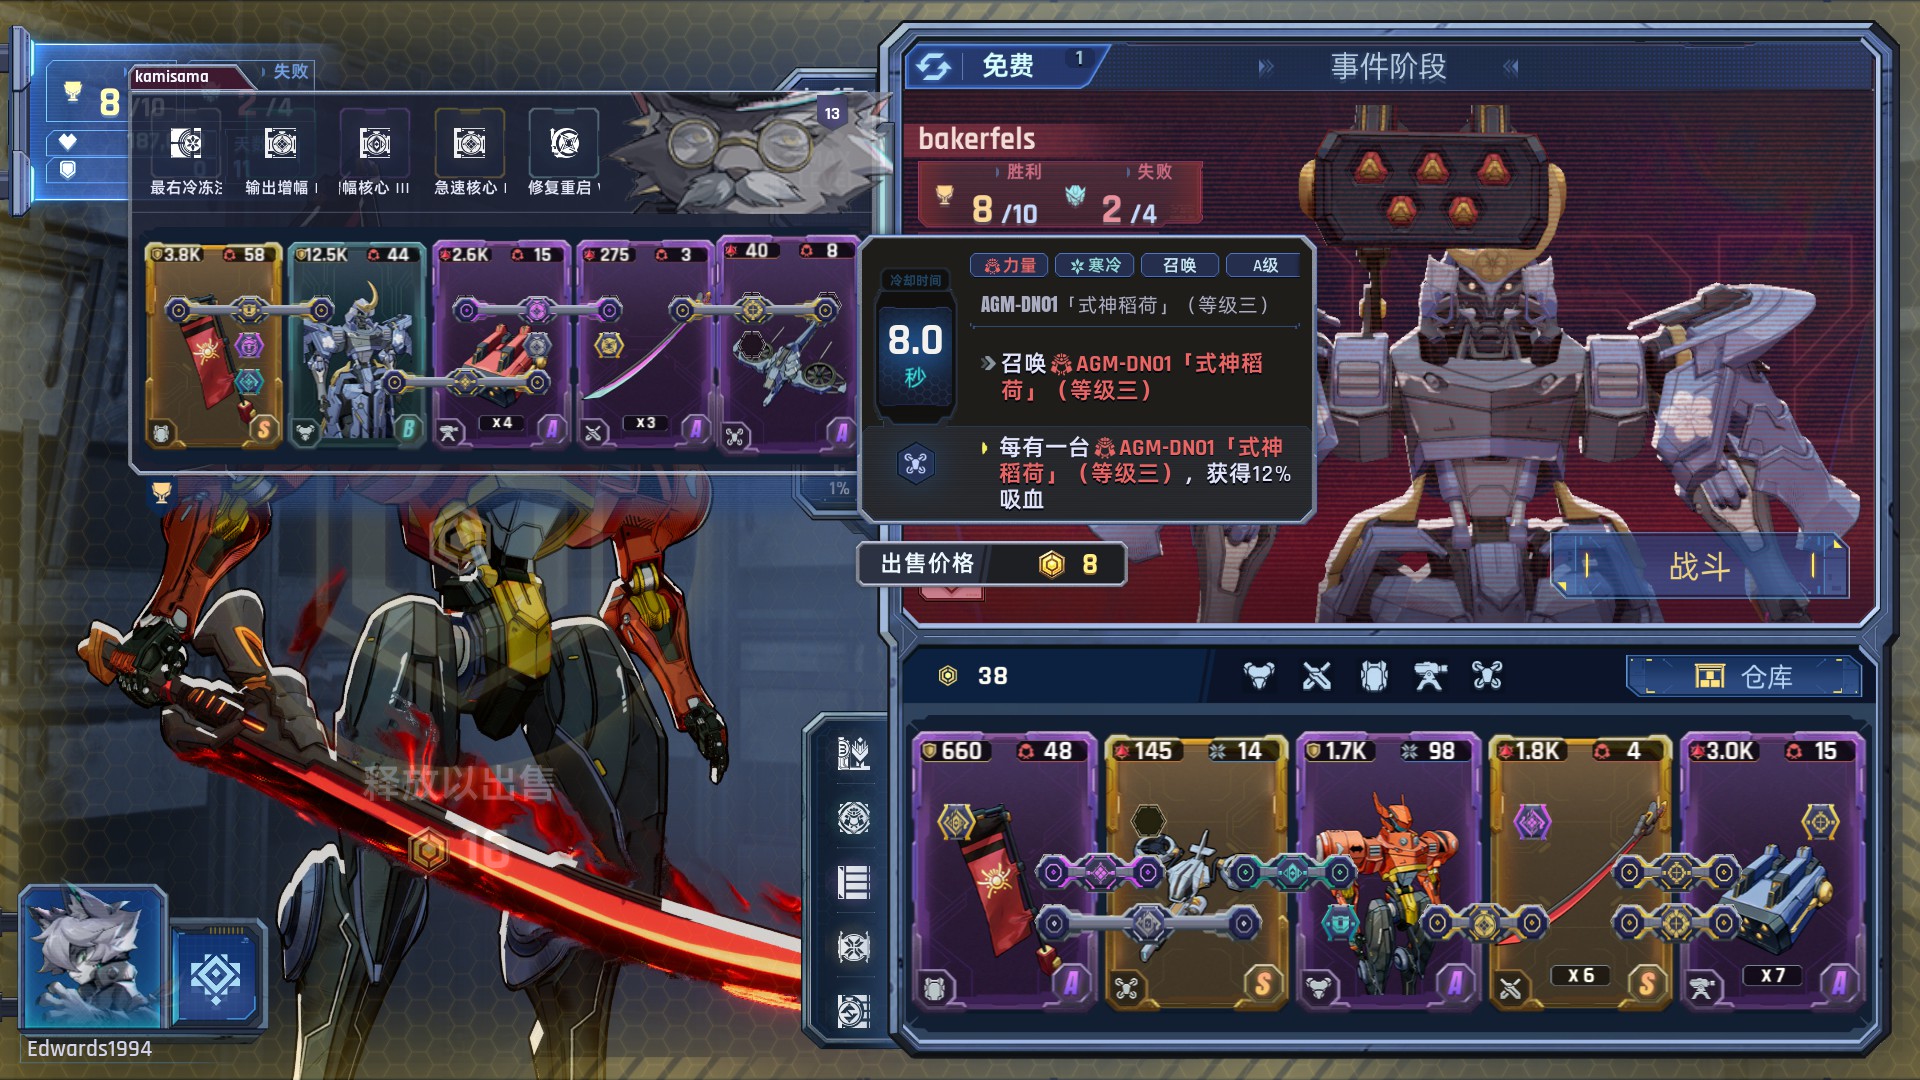 kamisama
失败
8
/10
2 /4
13
187,
11
最右冷冻注
输出增幅 I
幅核心 III
急速核心 I
修复重启
3.8K
58
12.5K
44
2.6K
15
275
3
40
8
S
B
x4
A
x3
A
A
1%
免费
1
事件阶段
bakerfels
胜利
失败
8 /10
2 /4
冷却时间
8.0
秒
力量
寒冷
召唤
A级
AGM-DN01「式神稻荷」（等级三）
召唤 AGM-DN01「式神稻
荷」（等级三）
每有一台 AGM-DN01「式神
稻荷」（等级三），获得12%
吸血
出售价格
8
战斗
38
仓库
释放以出售
16
660
48
145
14
1.7K
98
1.8K
4
3.0K
15
A
S
A
x6
S
x7
A
Edwards1994